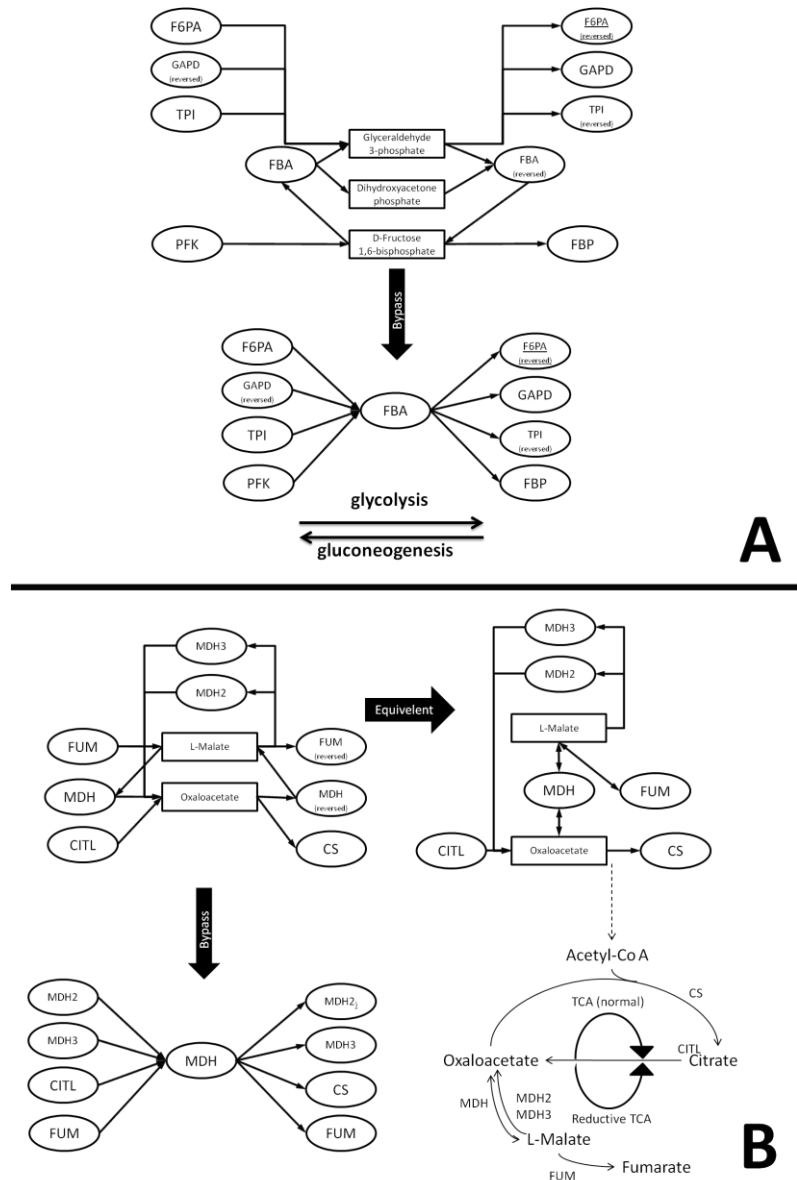 F6PA
GAPD
(reversed)
TPI
FBA
PFK
Glyceraldehyde
3-phosphate
Dihydroxyacetone
phosphate
D-Fructose
1,6-bisphosphate
F6PA
(reversed)
GAPD
TPI
(reversed)
FBA
(reversed)
FBP
Bypass
F6PA
GAPD
(reversed)
TPI
PFK
FBA
F6PA
(reversed)
GAPD
TPI
(reversed)
FBP
glycolysis
gluconeogenesis
A
MDH3
MDH2
FUM
L-Malate
FUM
(reversed)
MDH
Oxaloacetate
MDH
(reversed)
CITL
CS
Equivelent
MDH3
MDH2
L-Malate
MDH
FUM
CITL
Oxaloacetate
CS
Bypass
MDH2
MDH3
CITL
FUM
MDH
MDH2
MDH3
CS
FUM
Acetyl-Co A
CS
TCA (normal)
Oxaloacetate
CITL
Citrate
MDH
MDH2
MDH3
Reductive TCA
L-Malate
FUM
Fumarate
B